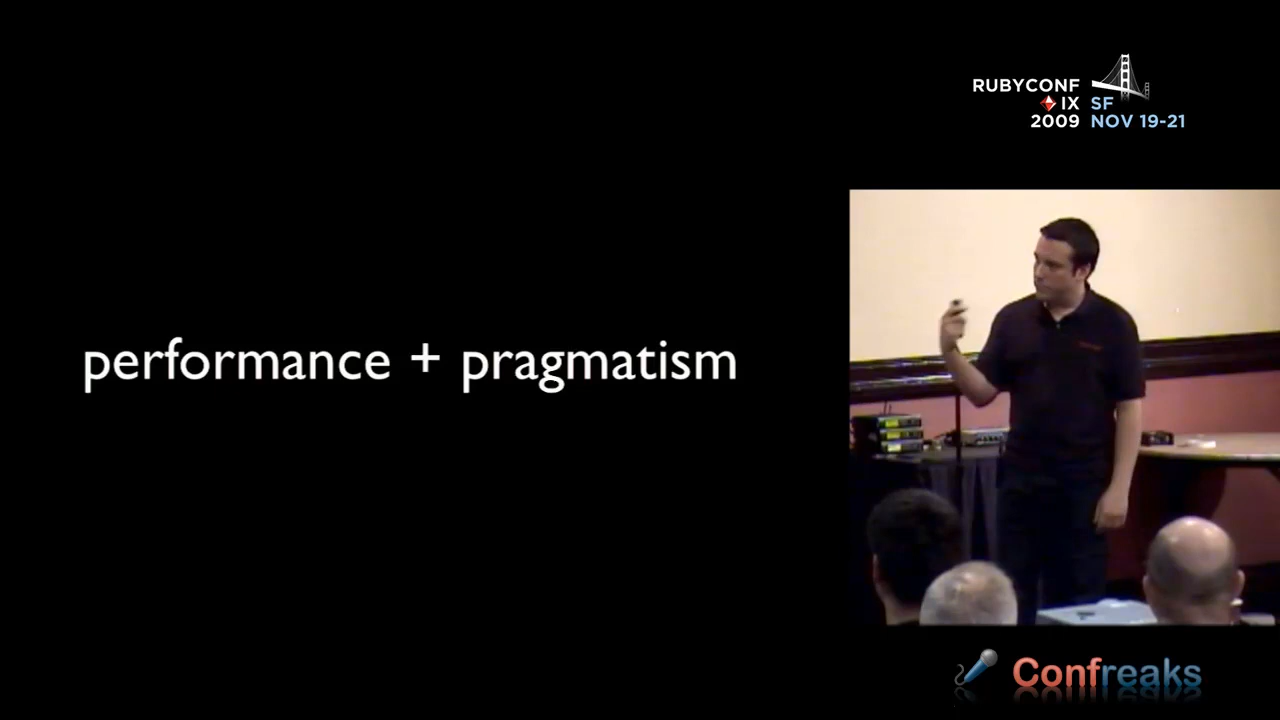 RUBYCONF
IX SF
2009 NOV 19-21
performance + pragmatism
Confreaks